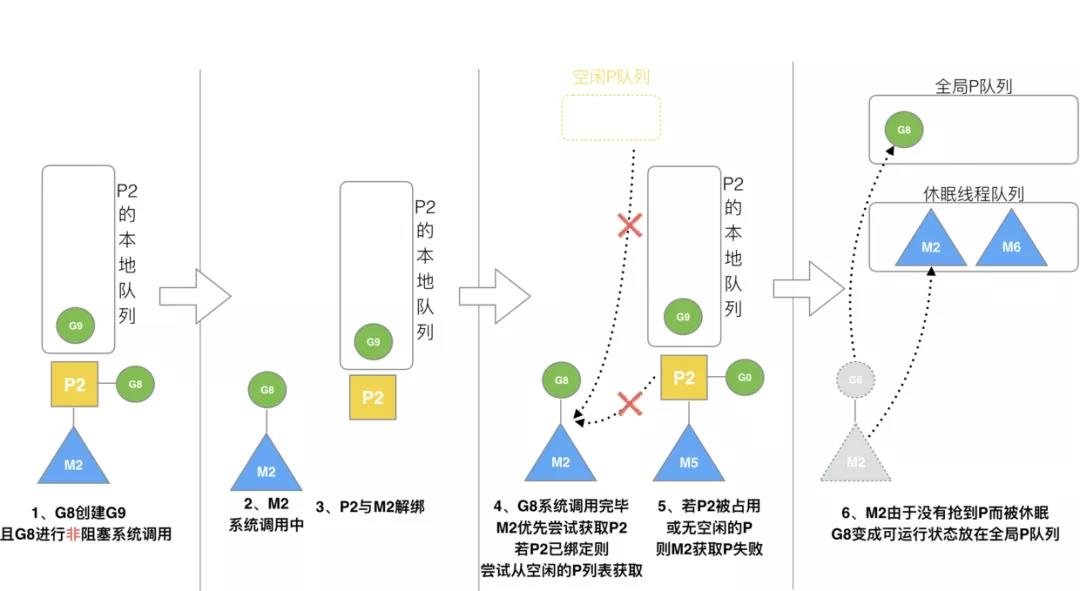 P2
的
本
地
队
列
G9
P2
G8
M2
1、G8创建G9
且G8进行非阻塞系统调用
P2
的
本
地
队
列
G9
P2
G8
M2
2、M2
系统调用中
3、P2与M2解绑
空闲P队列
P2
的
本
地
队
列
G9
P2
G0
M5
G8
M2
4、G8系统调用完毕
M2优先尝试获取P2
若P2已绑定则
尝试从空闲的P列表获取
5、若P2被占用
或无空闲的P
则M2获取P失败
全局P队列
G8
休眠线程队列
M2
M6
G8
M2
6、M2由于没有抢到P而被休眠
G8变成可运行状态放在全局P队列